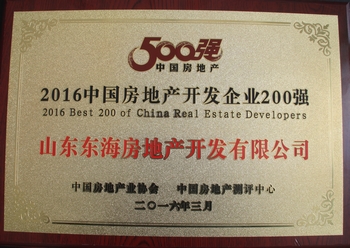 500强
中国房地产
2016中国房地产开发企业200强
2016 Best 200 of China Real Estate Developers
山东东海房地产开发有限公司
中国房地产业协会 中国房地产测评中心
二〇一六年三月